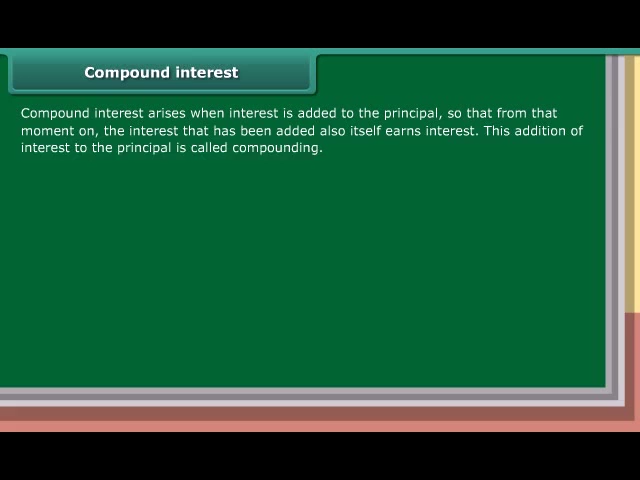 Compound interest
Compound interest arises when interest is added to the principal, so that from that
moment on, the interest that has been added also itself earns interest. This addition of
interest to the principal is called compounding.